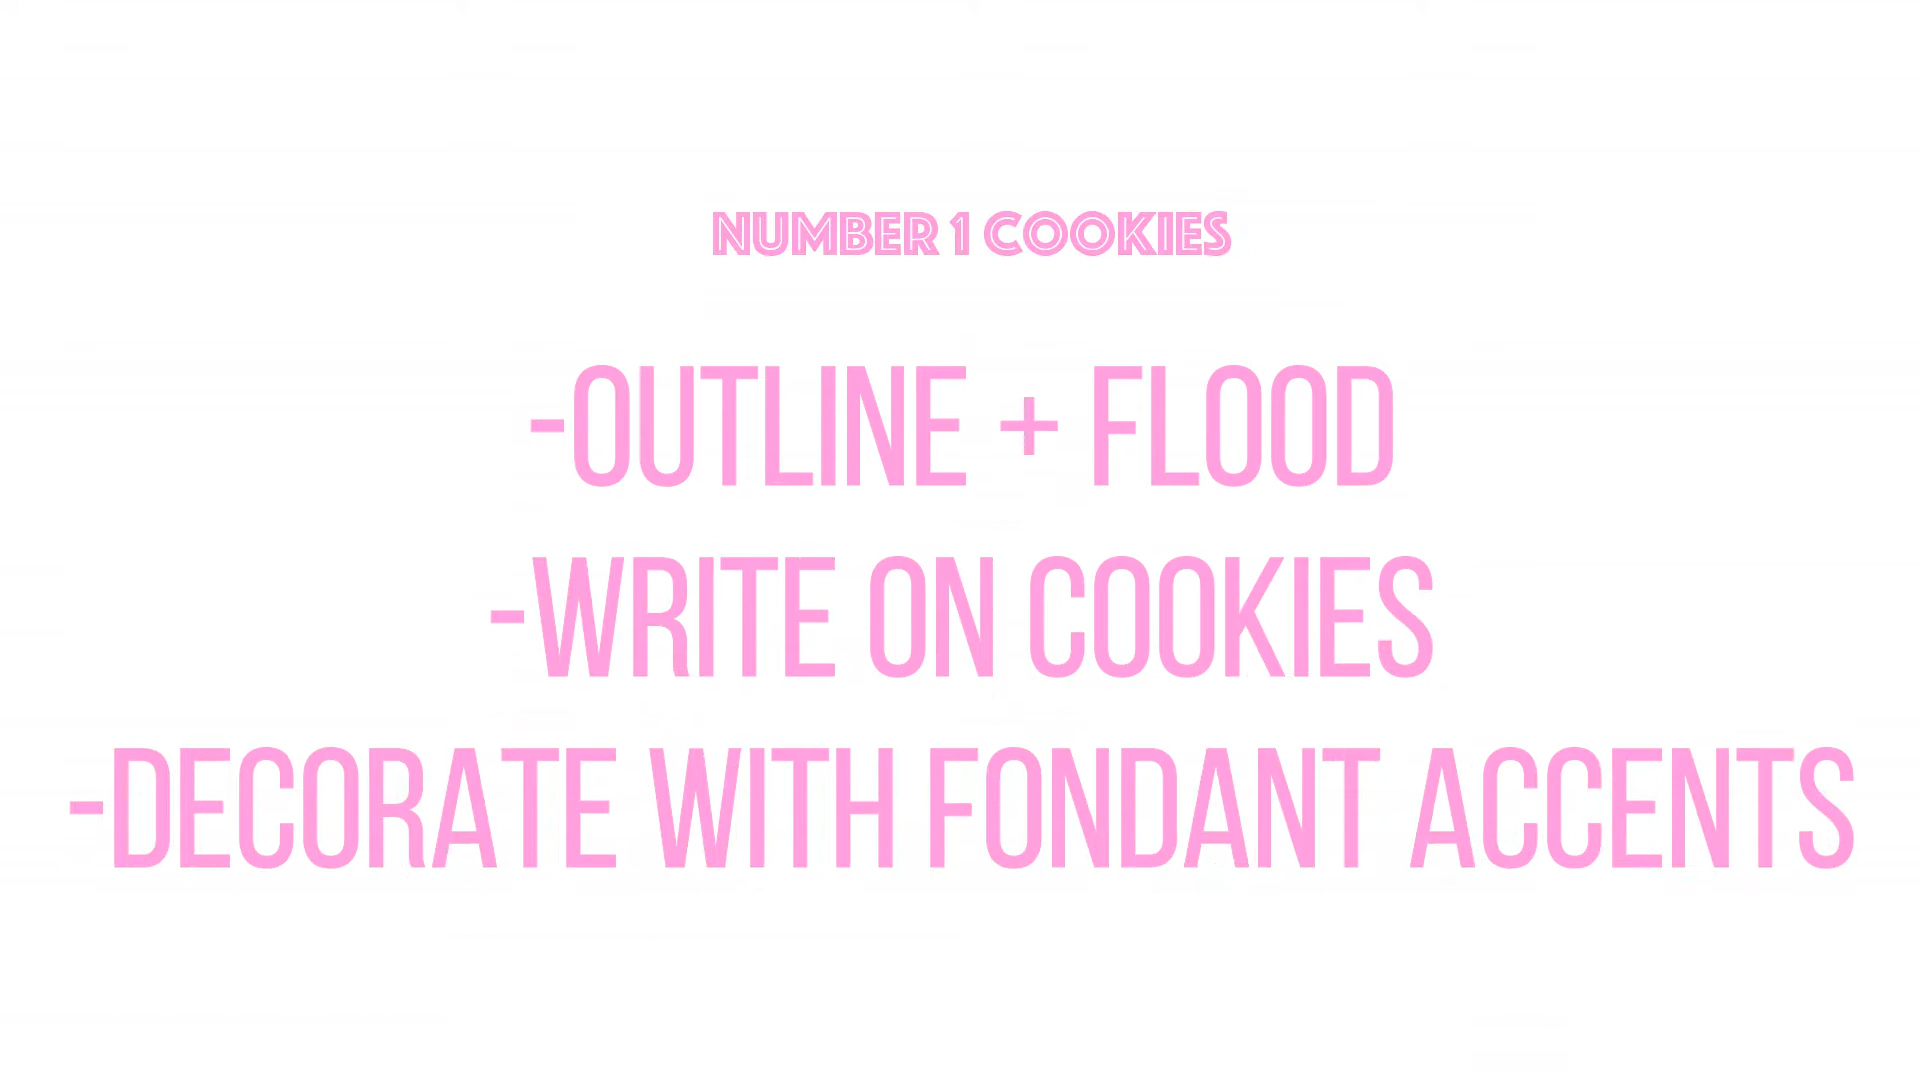 NUMBER 1 COOKIES
-OUTLINE + FLOOD
-WRITE ON COOKIES
-DECORATE WITH FONDANT ACCENTS